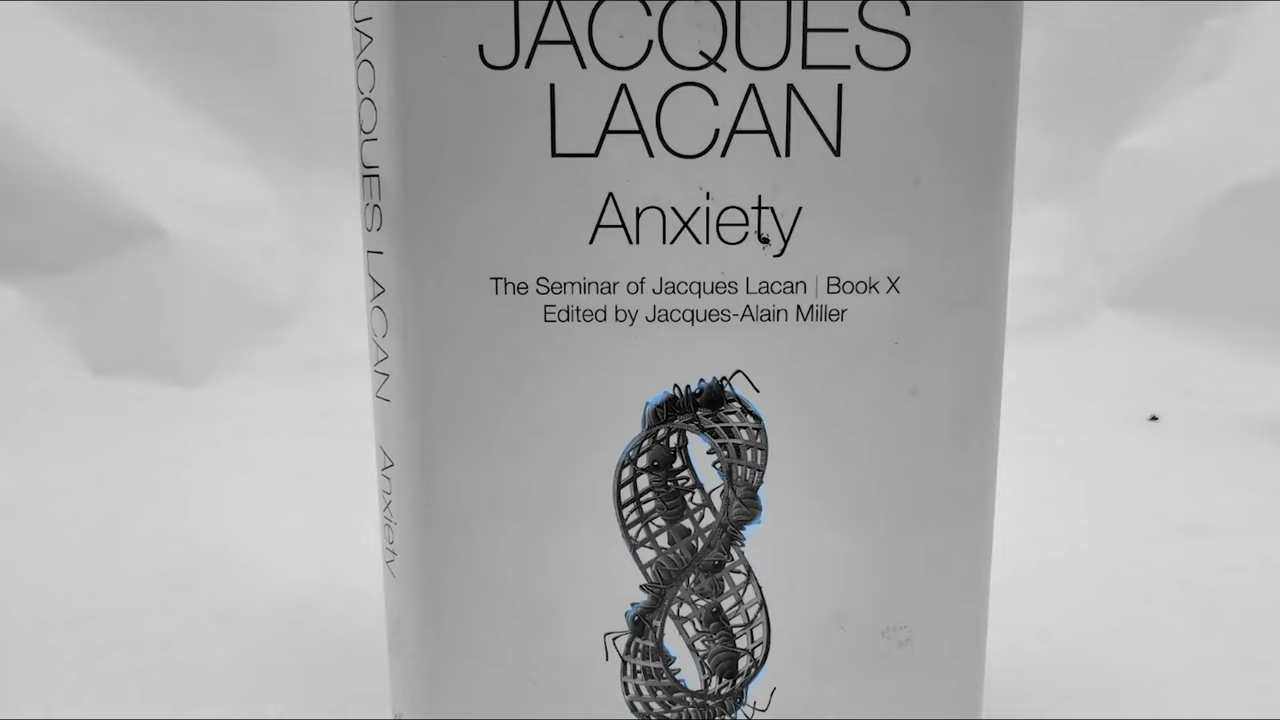 JACQUES
LACAN
Anxiety
The Seminar of Jacques Lacan | Book X
Edited by Jacques-Alain Miller
JACQUES LACAN Anxiety